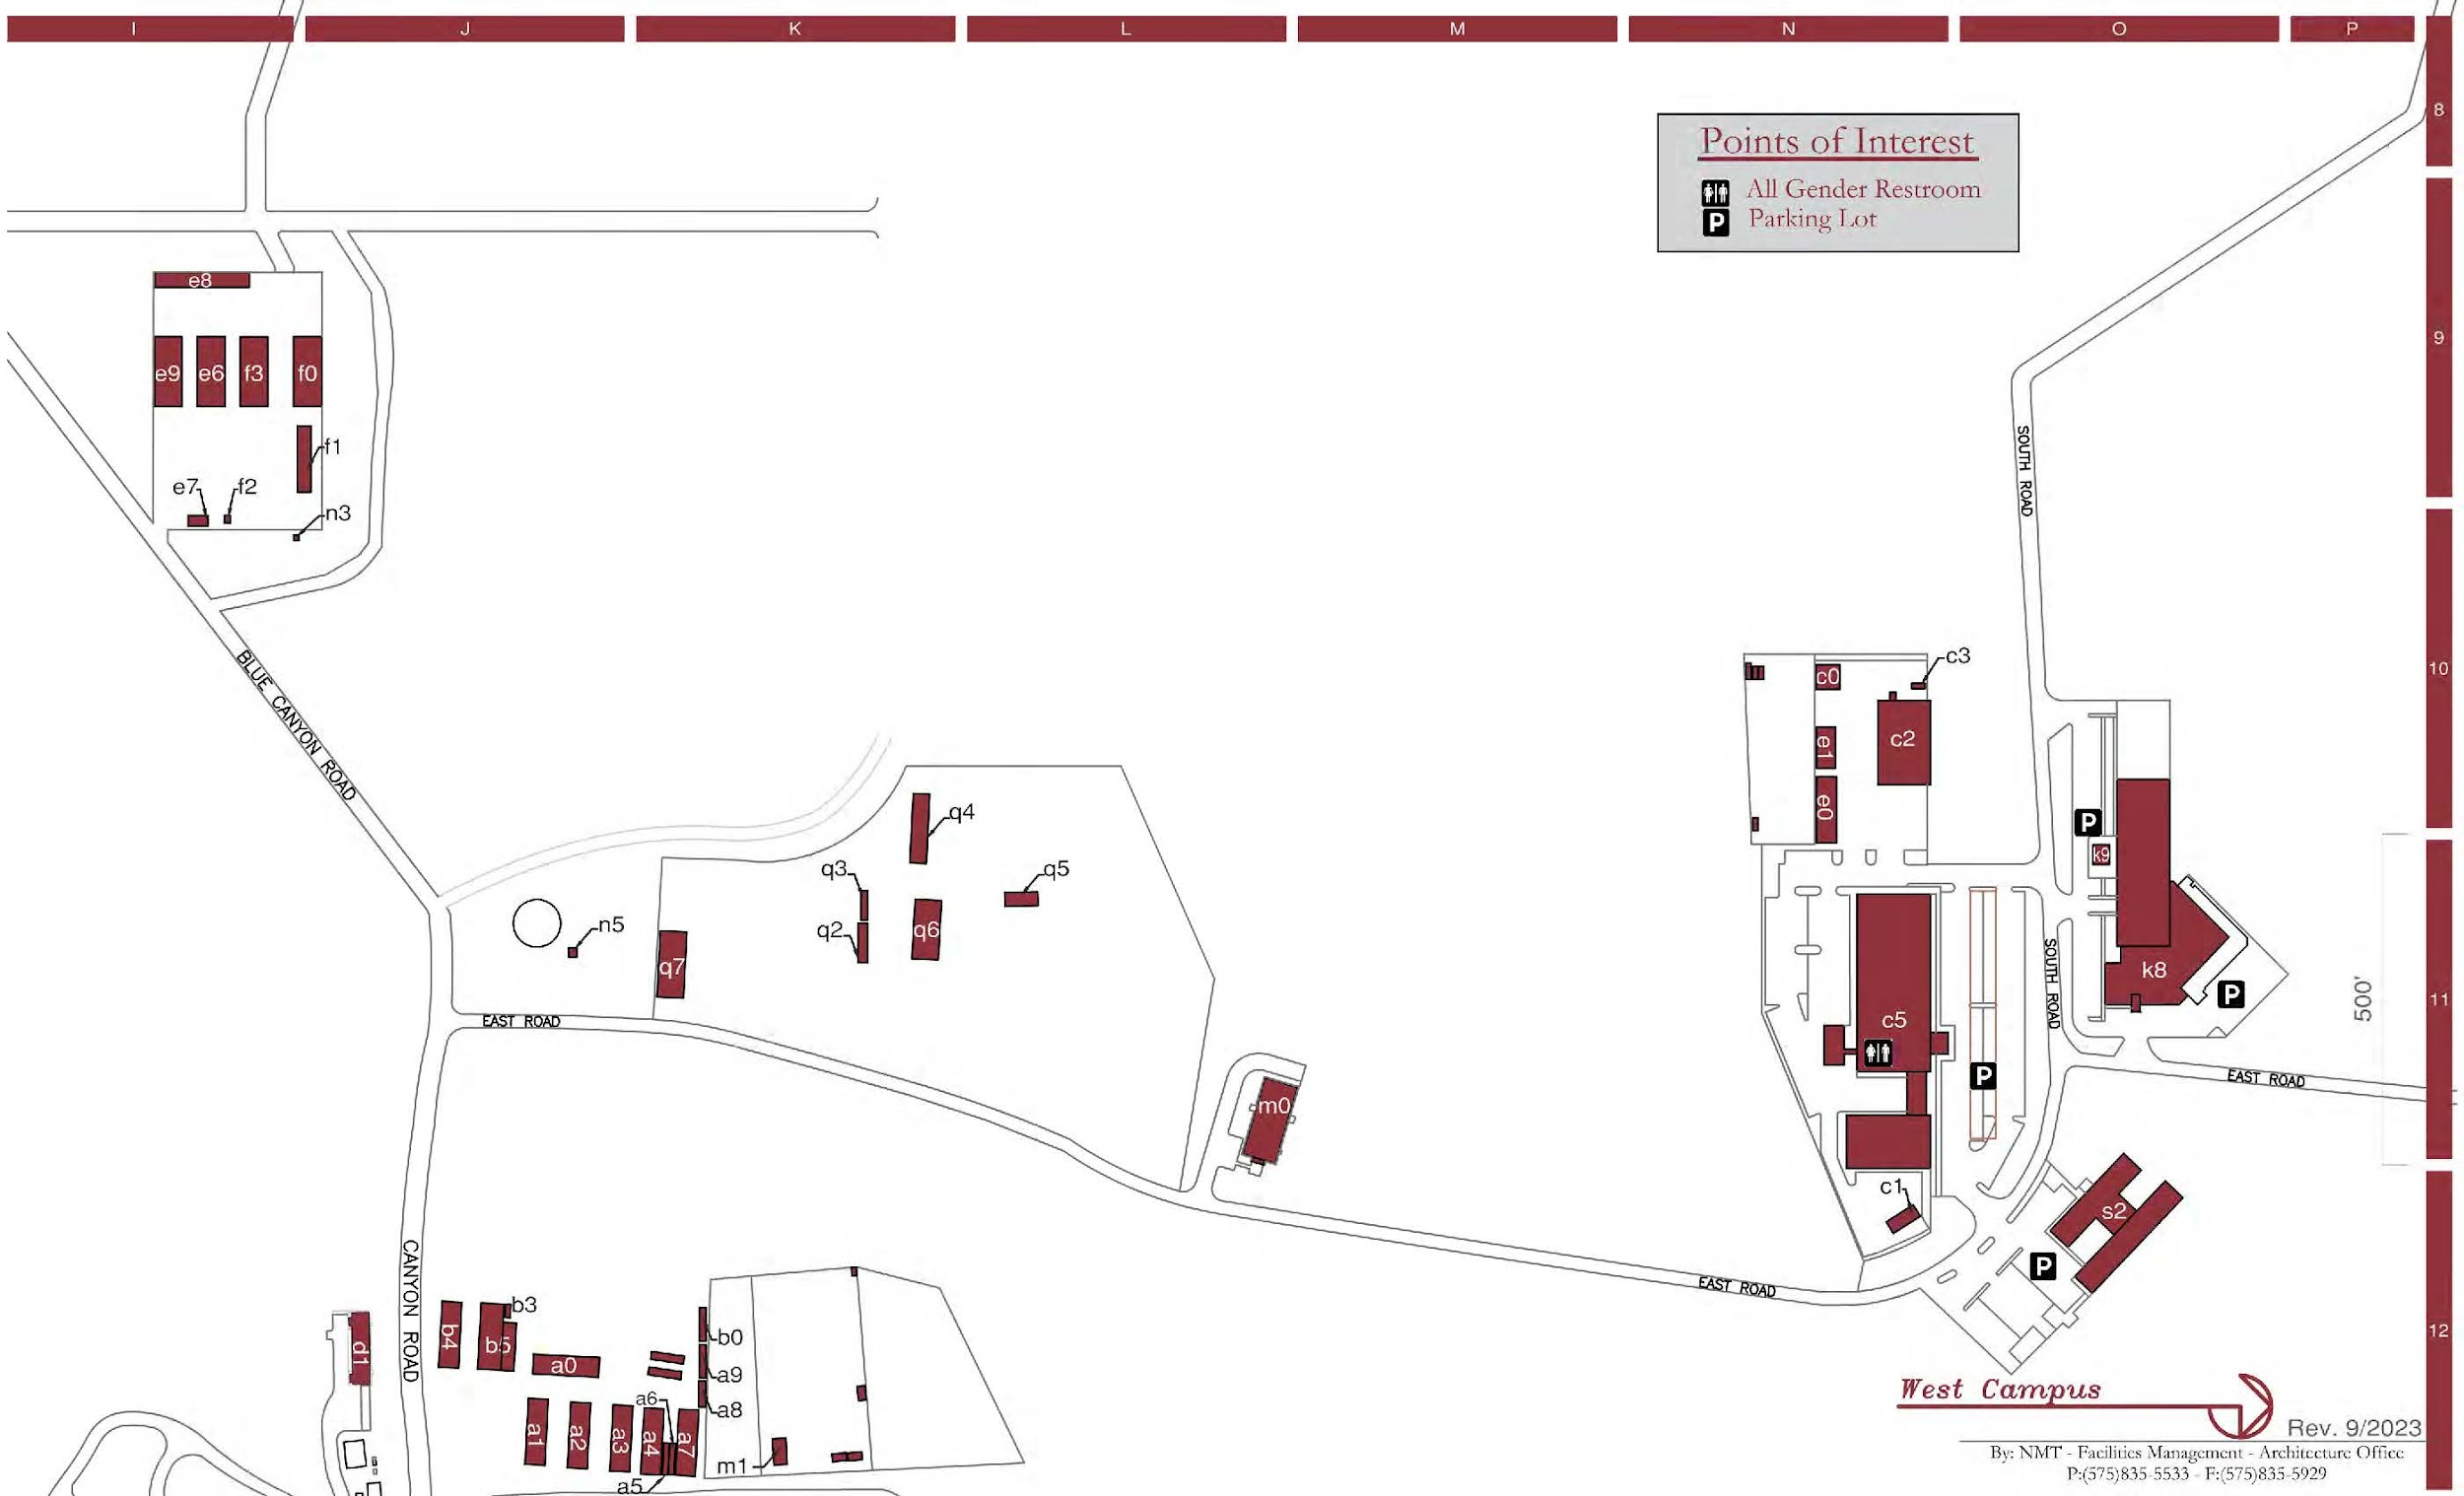 I J K L M N O P
8
Points of Interest
All Gender Restroom
P Parking Lot
e8
9
e9 e6 f3 f0
SOUTH ROAD
f1
e7 f2
n3
BLUE CANYON ROAD
c3
10
c0
c2
e1
e0
q4
P
k9
q3 q5
n5 q2 q6
q7
SOUTH ROAD
k8
P
500'
11
EAST ROAD
c5
P
EAST ROAD
m0
c1
s2
P
CANYON ROAD
EAST ROAD
b3
b4 b5
b0
d1
a0
a9
12
a6
a8
a1 a2 a3 a4 a7
m1
a5
West Campus
Rev. 9/2023
By: NMT - Facilities Management - Architecture Office
P:(575)835-5533 - F:(575)835-5929